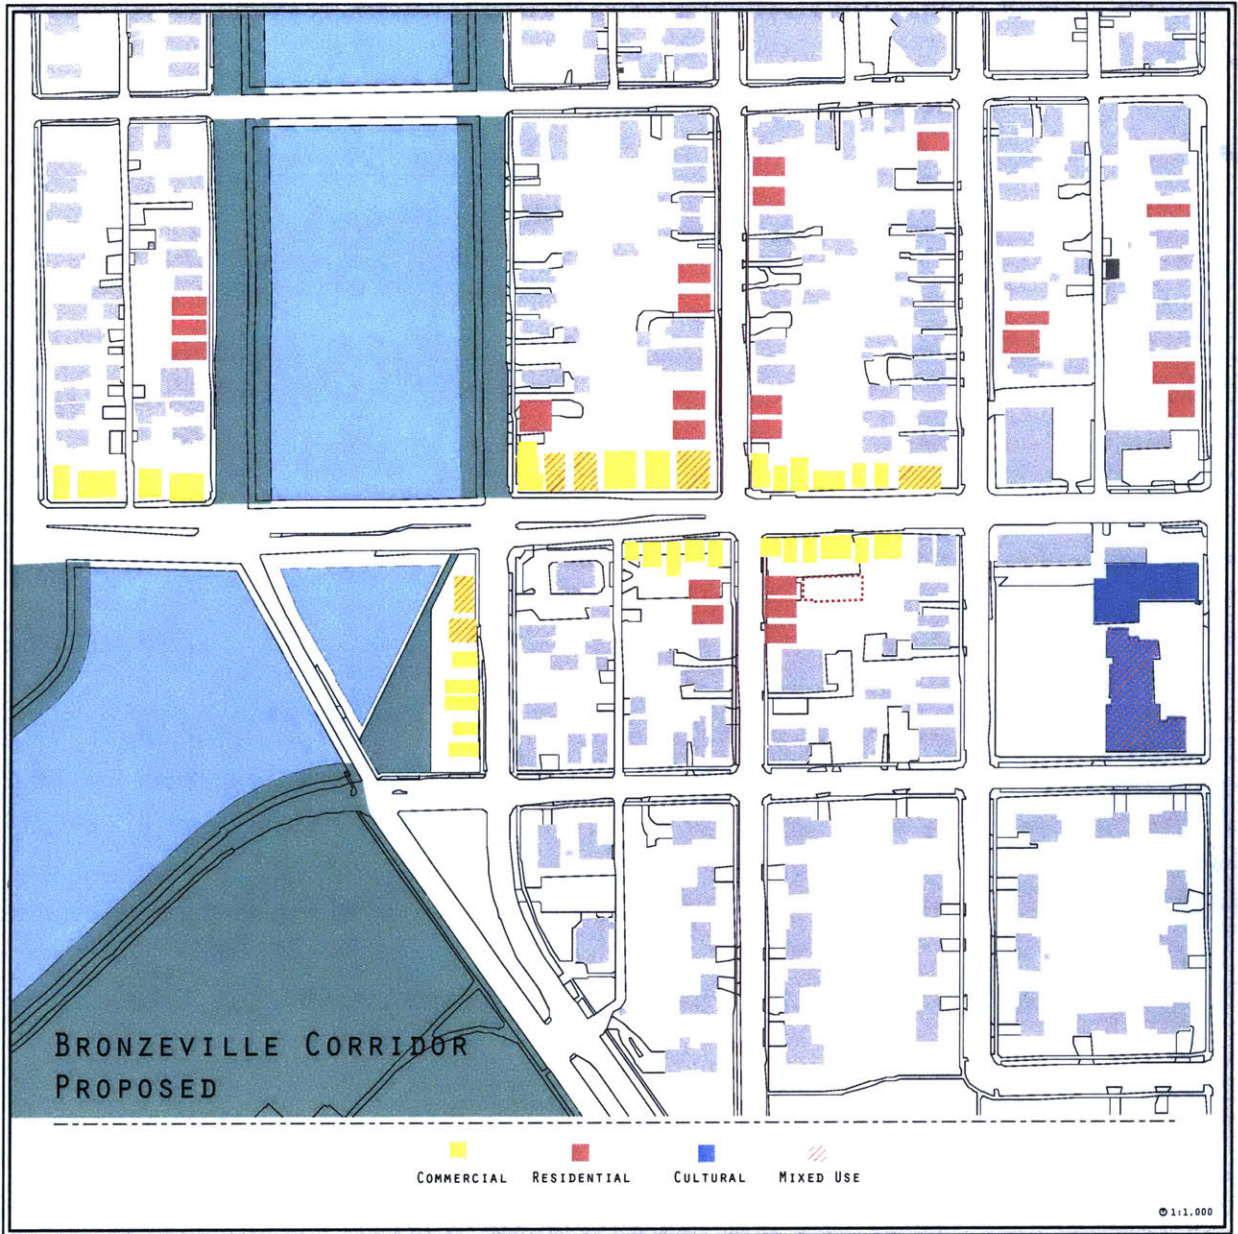 BRONZEVILLE CORRIDOR
PROPOSED
COMMERCIAL RESIDENTIAL CULTURAL MIXED USE
1:1,000